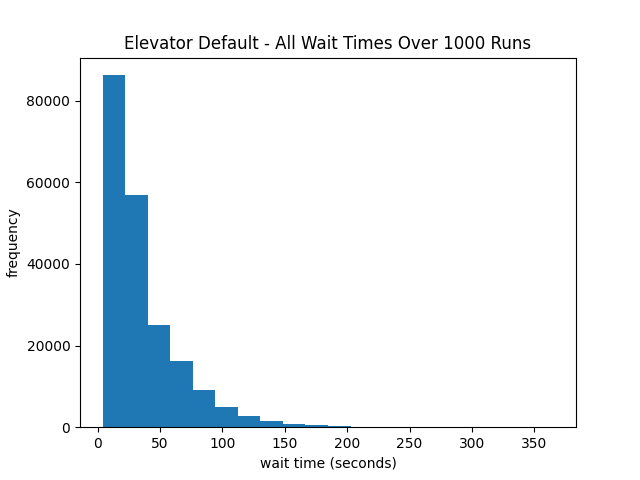 Elevator Default - All Wait Times Over 1000 Runs
80000
60000
40000
20000
0
frequency
0 50 100 150 200 250 300 350
wait time (seconds)